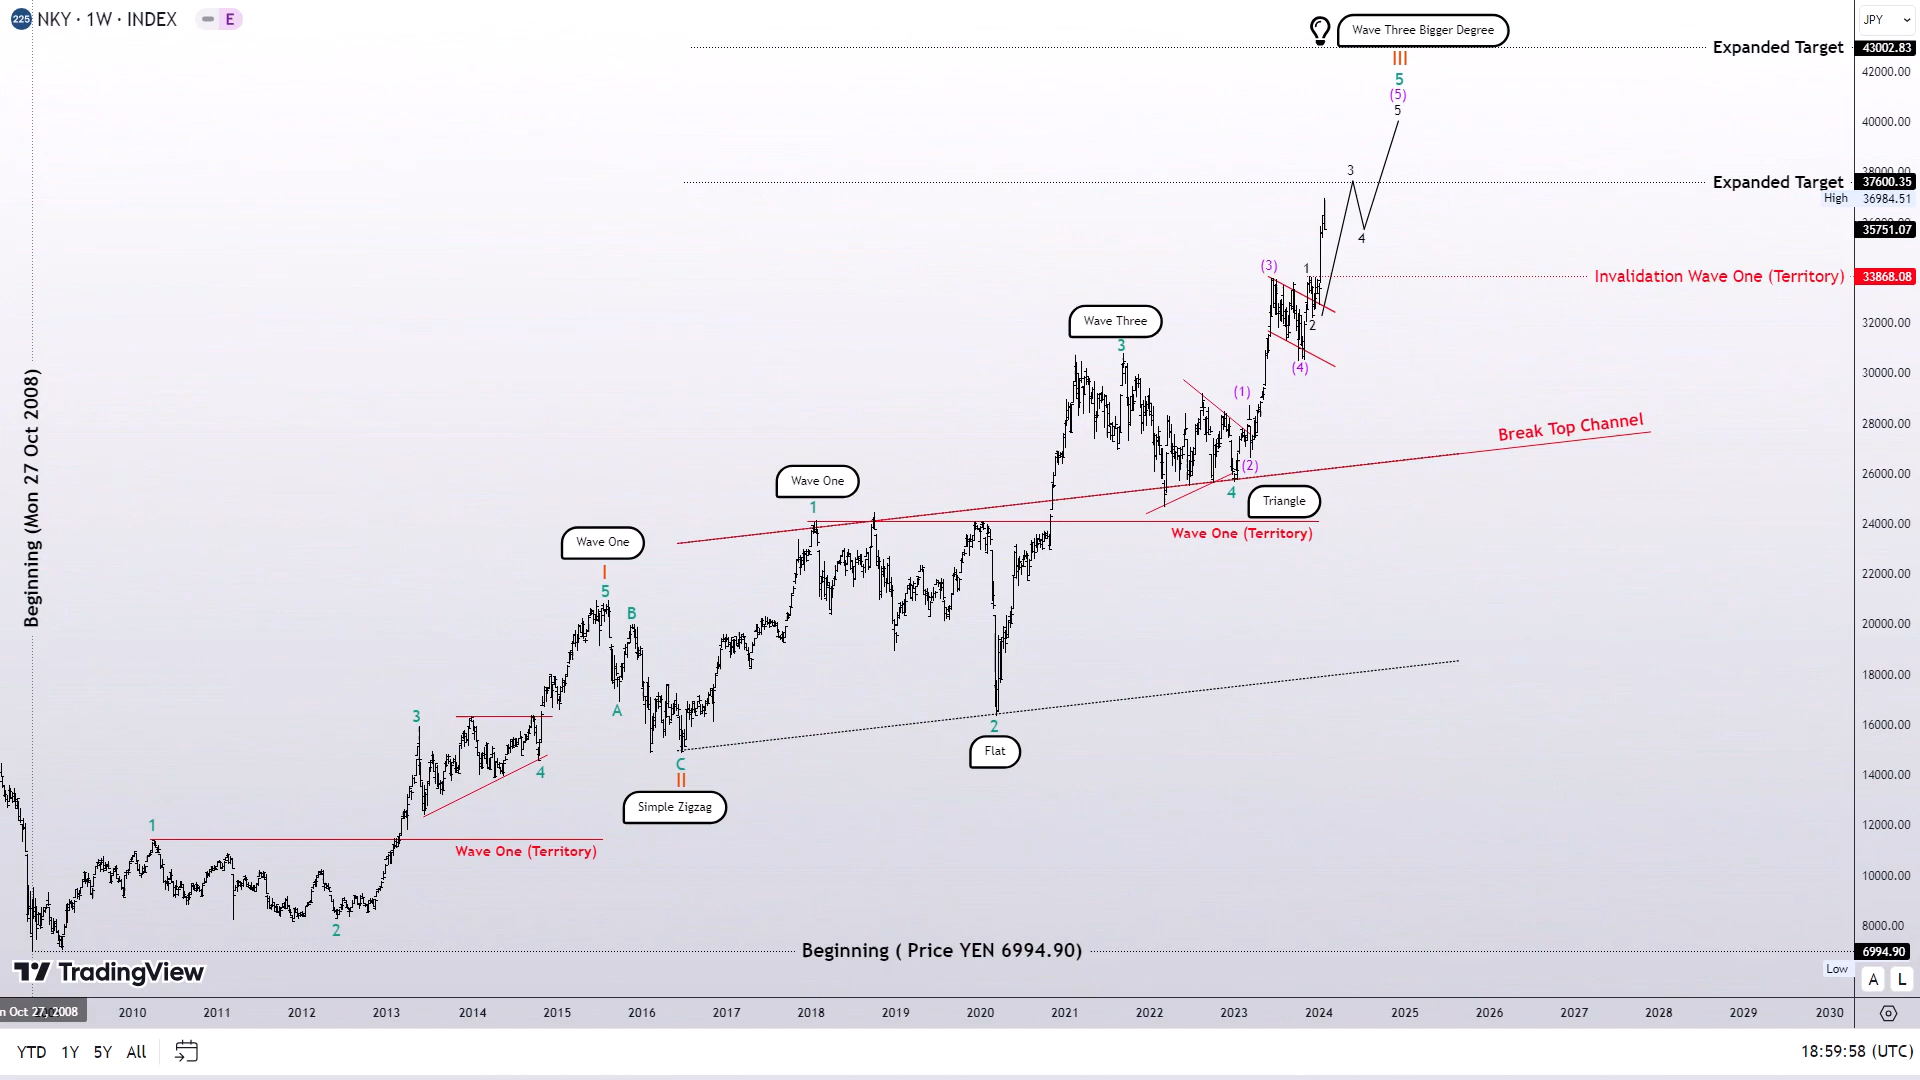 225 NKY · 1W · INDEX E
JPY
Wave Three Bigger Degree
Expanded Target 43002.83
III
42000.00
5
(5)
5
40000.00
38000.00
3
Expanded Target 37600.35
High 36984.51
35751.07
4
(3)
1
Invalidation Wave One (Territory) 33868.08
2
32000.00
Wave Three
3
(4)
30000.00
(1)
28000.00
Break Top Channel
(2)
26000.00
4
Triangle
Wave One
1
24000.00
Wave One (Territory)
Wave One
I
5
22000.00
B
20000.00
Beginning (Mon 27 Oct 2008)
18000.00
A
3
16000.00
2
Flat
C
II
4
14000.00
Simple Zigzag
1
12000.00
Wave One (Territory)
10000.00
2
8000.00
Beginning ( Price YEN 6994.90)
6994.90
TradingView
Low
A L
n Oct 27, 2008
2010 2011 2012 2013 2014 2015 2016 2017 2018 2019 2020 2021 2022 2023 2024 2025 2026 2027 2028 2029 2030
YTD 1Y 5Y All
18:59:58 (UTC)